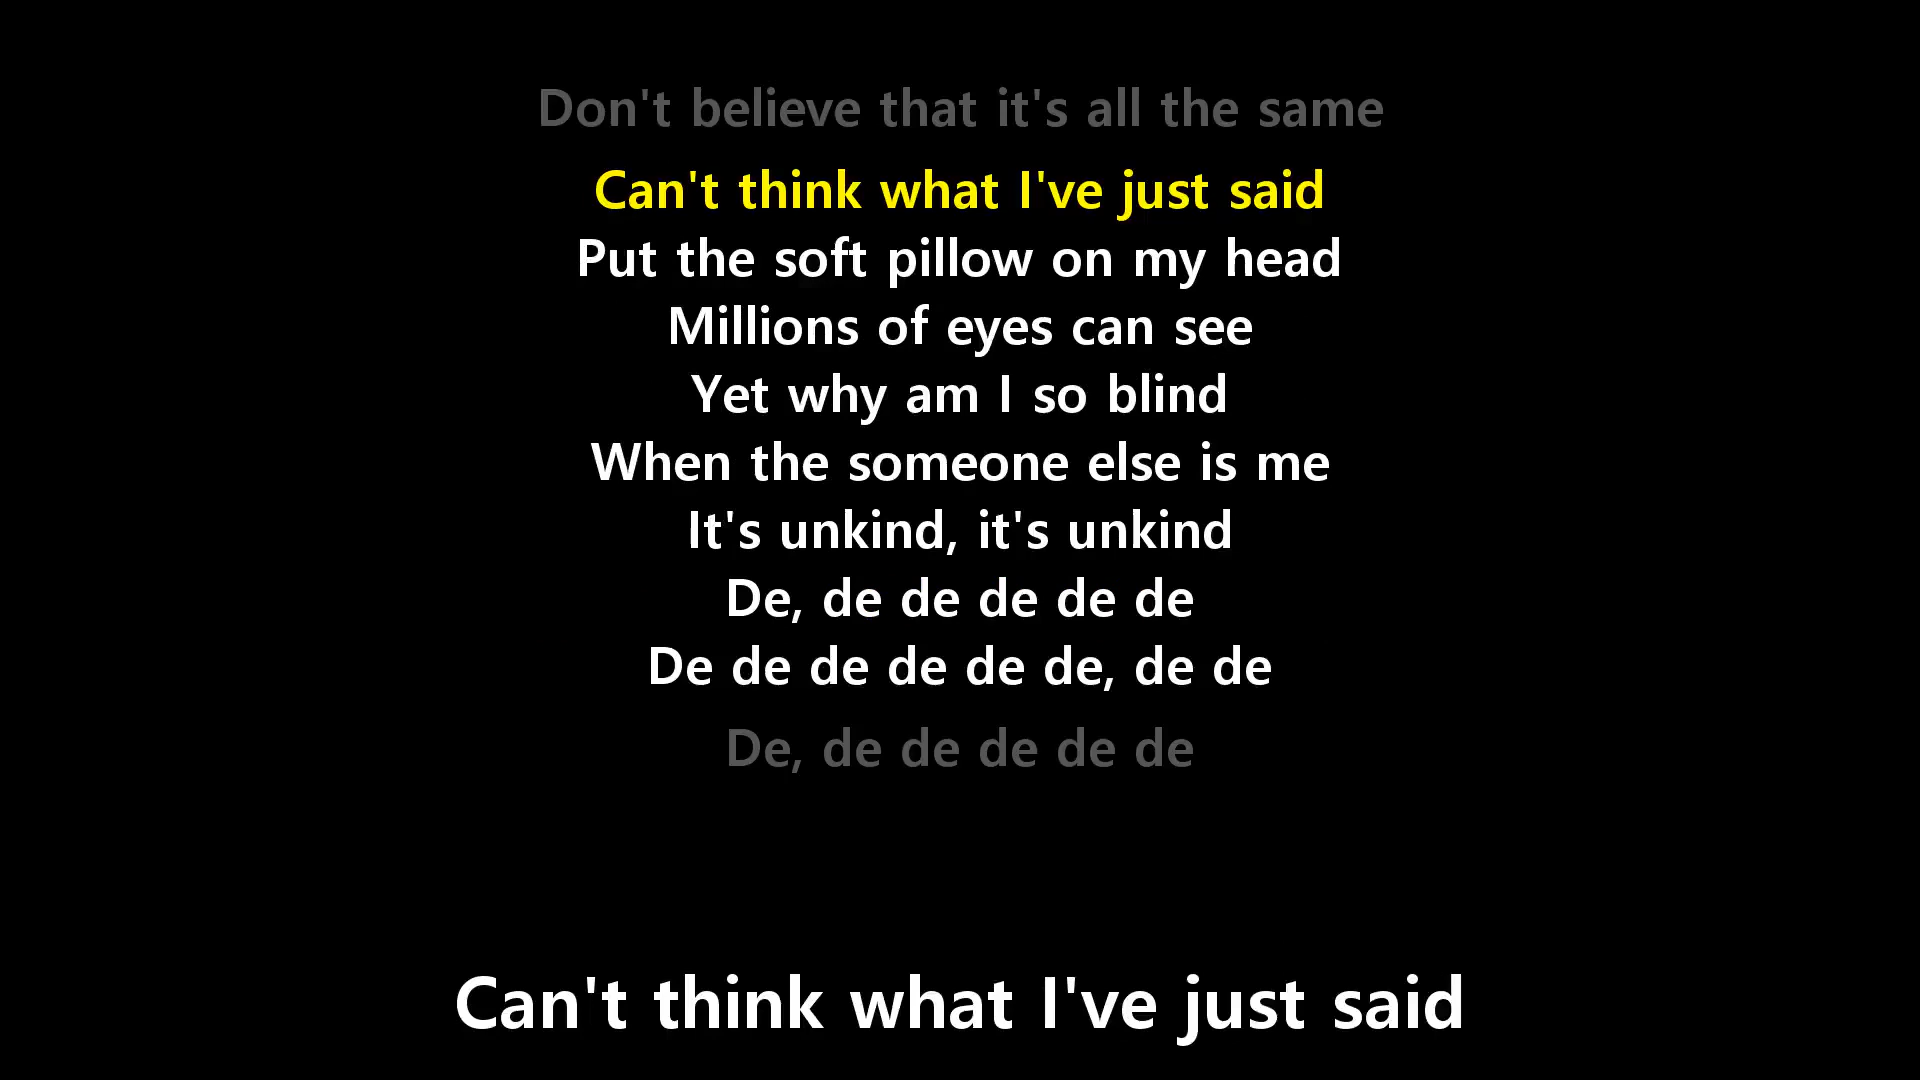 Don't believe that it's all the same
Can't think what I've just said
Put the soft pillow on my head
Millions of eyes can see
Yet why am I so blind
When the someone else is me
It's unkind, it's unkind
De, de de de de de
De de de de de de, de de
De, de de de de de
Can't think what I've just said